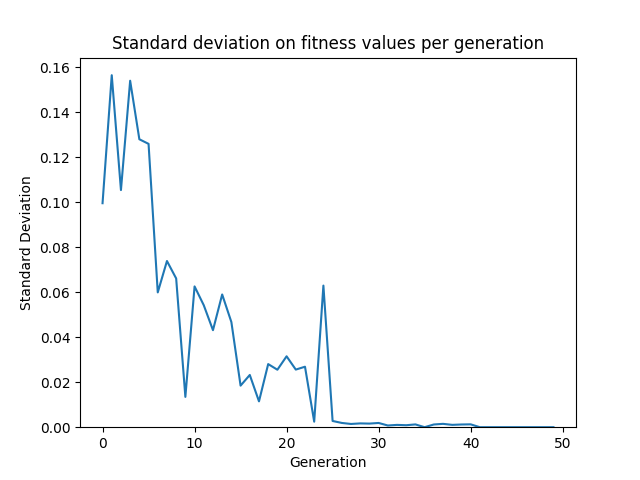 Standard deviation on fitness values per generation
0.16
0.14
0.12
0.10
0.08
0.06
0.04
0.02
0.00
Standard Deviation
0 10 20 30 40 50
Generation